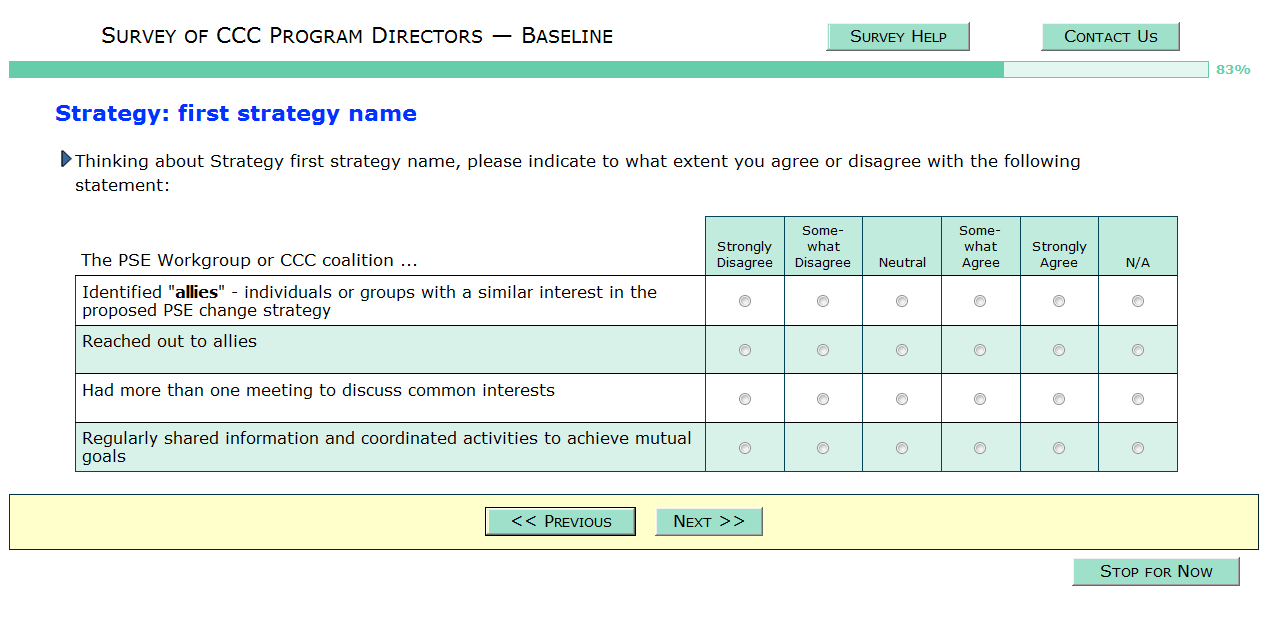 SURVEY OF CCC PROGRAM DIRECTORS — BASELINE
SURVEY HELP
CONTACT US
83%
Strategy: first strategy name
Thinking about Strategy first strategy name, please indicate to what extent you agree or disagree with the following
statement:
The PSE Workgroup or CCC coalition ...
Strongly
Disagree
Some-
what
Disagree
Neutral
Some-
what
Agree
Strongly
Agree
N/A
Identified "allies" - individuals or groups with a similar interest in the
proposed PSE change strategy
Reached out to allies
Had more than one meeting to discuss common interests
Regularly shared information and coordinated activities to achieve mutual
goals
<< PREVIOUS
NEXT >>
STOP FOR NOW